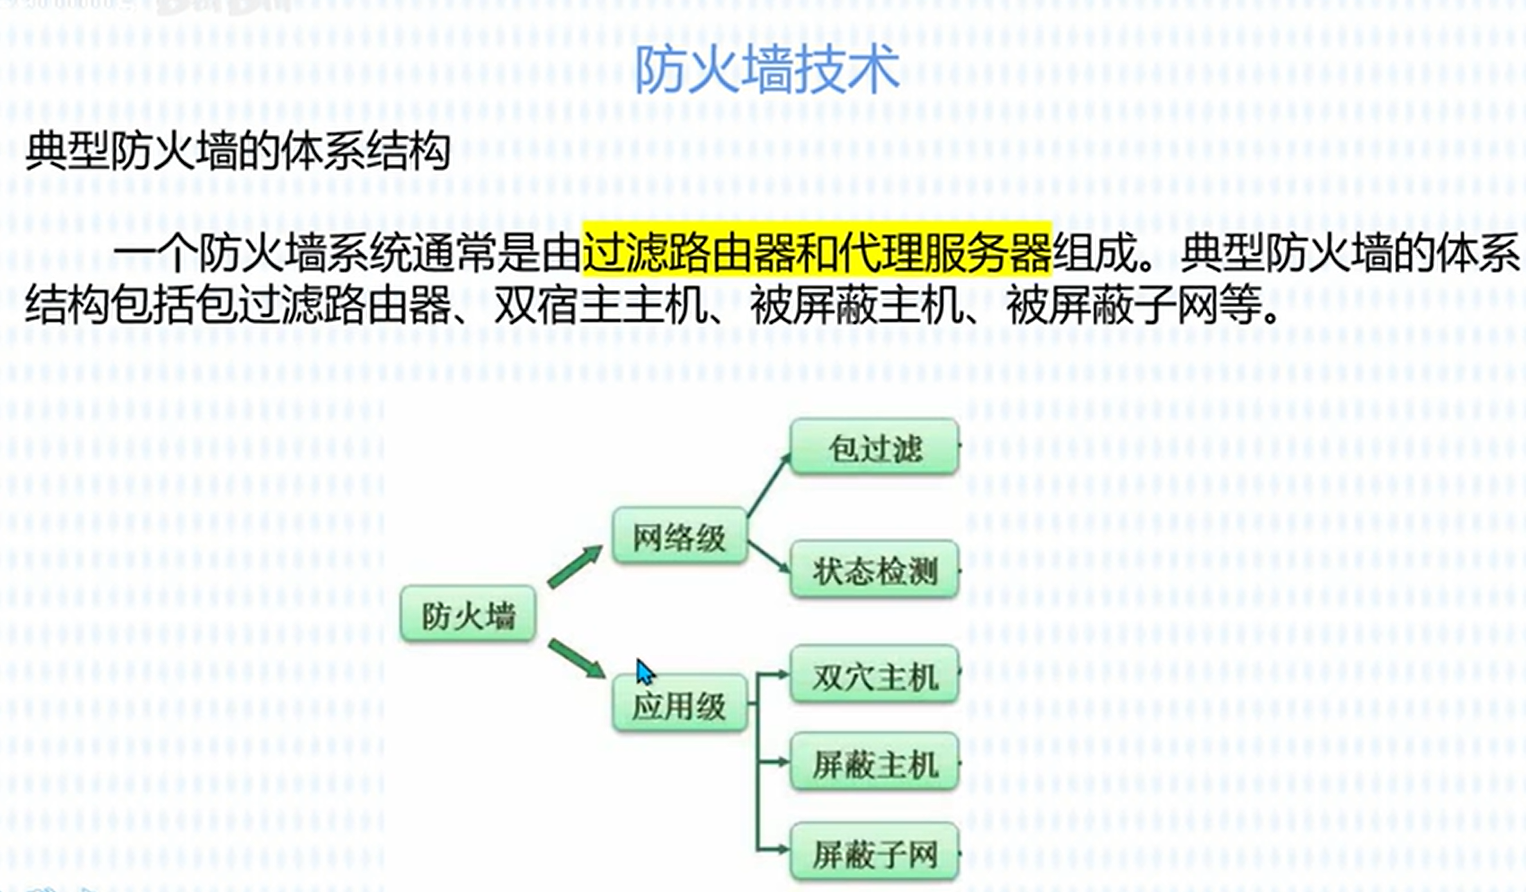 防火墙技术
典型防火墙的体系结构
一个防火墙系统通常是由过滤路由器和代理服务器组成。典型防火墙的体系
结构包括包过滤路由器、双宿主主机、被屏蔽主机、被屏蔽子网等。
包过滤
网络级
状态检测
防火墙
双穴主机
应用级
屏蔽主机
屏蔽子网